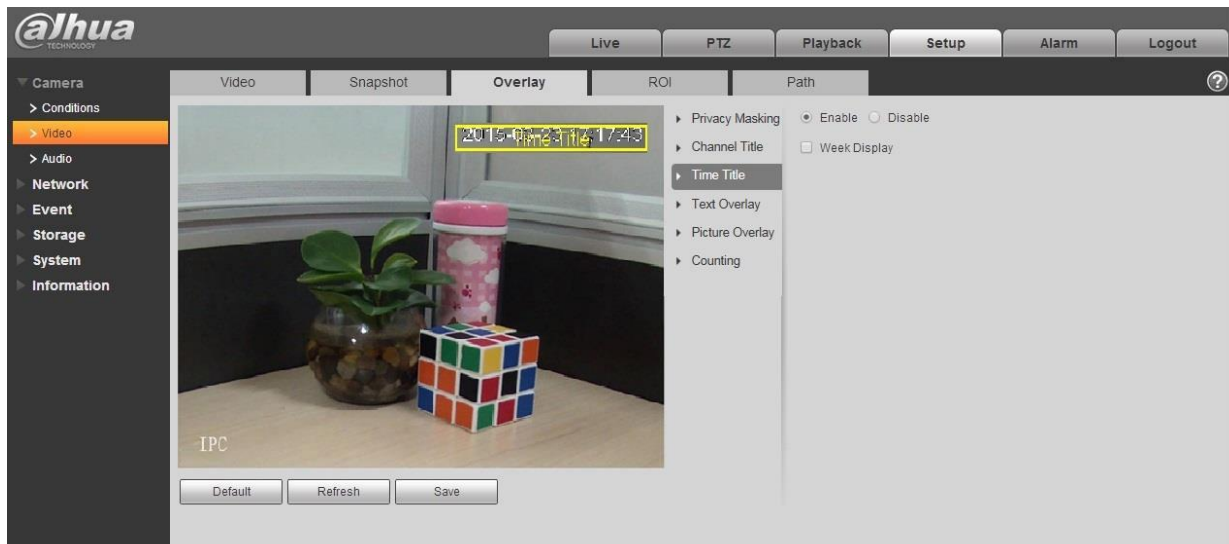 alhua
TECHNOLOGY
Live PTZ Playback Setup Alarm Logout
Camera
Conditions
Video
Audio
Network
Event
Storage
System
Information
Video Snapshot Overlay ROI Path
?
Time Title
17:43
IPC
Privacy Masking
Channel Title
Time Title
Text Overlay
Picture Overlay
Counting
Enable Disable
Week Display
Default Refresh Save